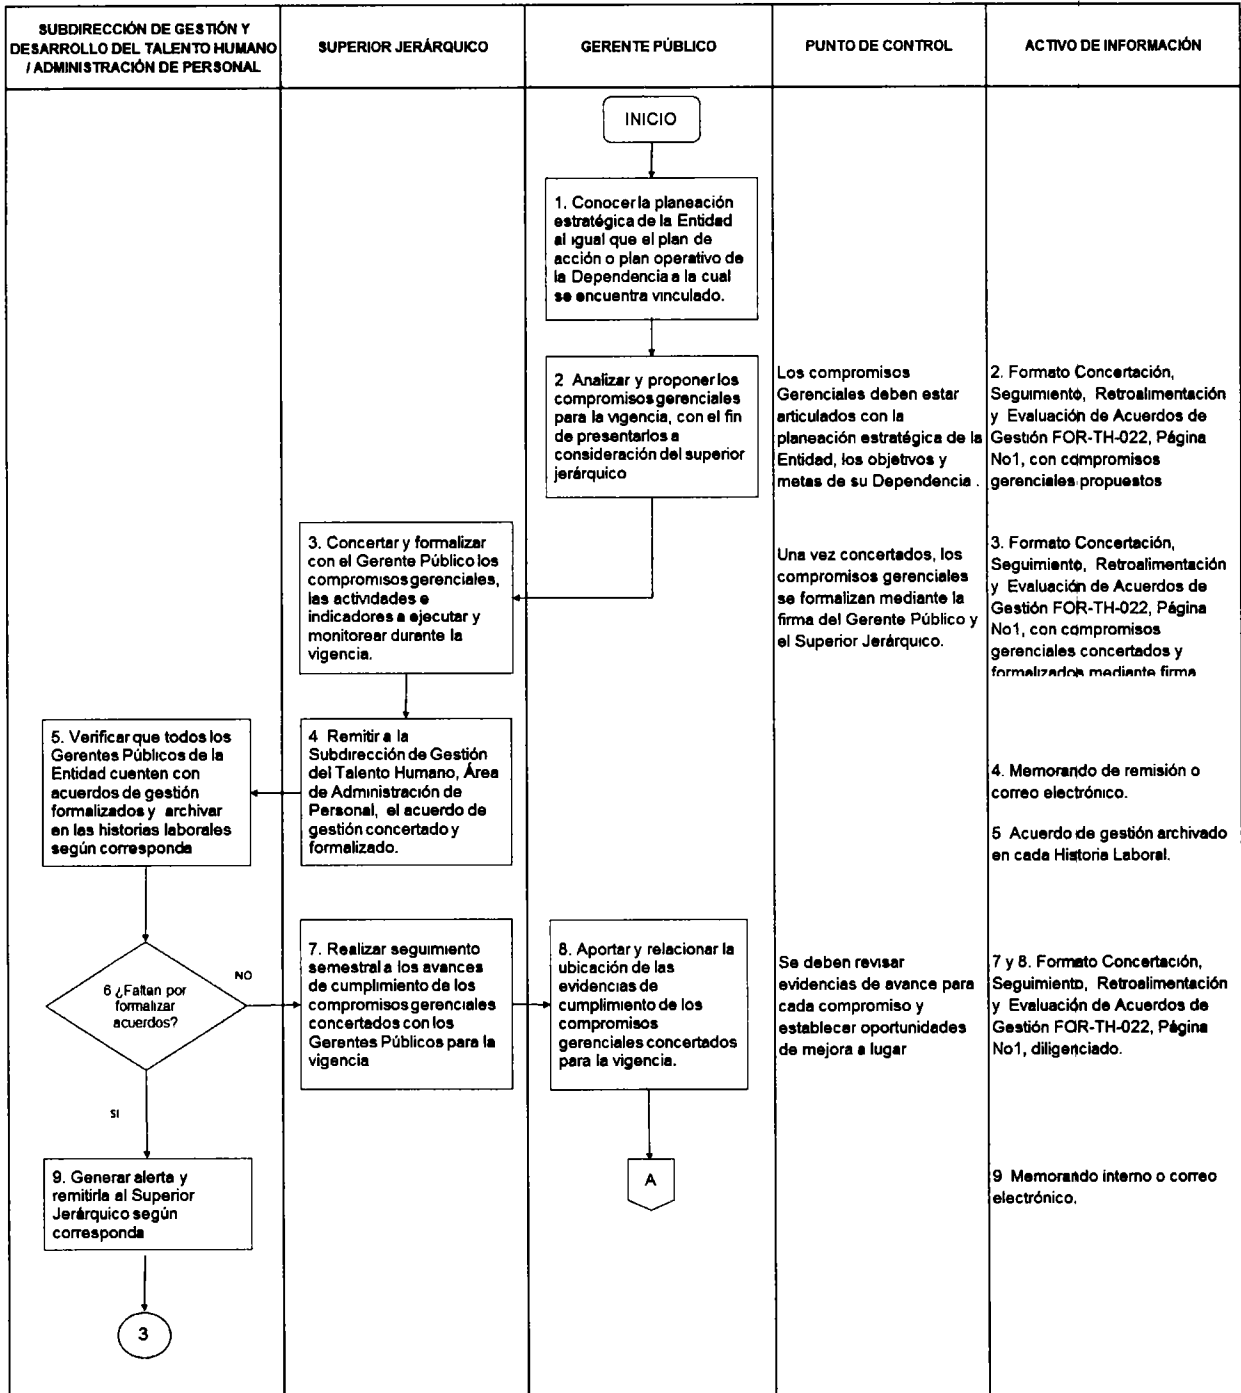 SUBDIRECCIÓN DE GESTIÓN Y
DESARROLLO DEL TALENTO HUMANO
/ ADMINISTRACIÓN DE PERSONAL
SUPERIOR JERÁRQUICO
GERENTE PÚBLICO
PUNTO DE CONTROL
ACTIVO DE INFORMACIÓN
INICIO
1. Conocer la planeación
estratégica de la Entidad
al igual que el plan de
acción o plan operativo de
la Dependencia a la cual
se encuentra vinculado.
2 Analizar y proponer los
compromisos gerenciales
para la vigencia, con el fin
de presentarlos a
consideración del superior
jerárquico
Los compromisos
Gerenciales deben estar
articulados con la
planeación estratégica de la
Entidad, los objetivos y
metas de su Dependencia .
2. Formato Concertación,
Seguimiento, Retroalimentación
y Evaluación de Acuerdos de
Gestión FOR-TH-022, Página
No1, con compromisos
gerenciales propuestos
3. Concertar y formalizar
con el Gerente Público los
compromisos gerenciales,
las actividades e
indicadores a ejecutar y
monitorear durante la
vigencia.
Una vez concertados, los
compromisos gerenciales
se formalizan mediante la
firma del Gerente Público y
el Superior Jerárquico.
3. Formato Concertación,
Seguimiento, Retroalimentación
y Evaluación de Acuerdos de
Gestión FOR-TH-022, Página
No1, con compromisos
gerenciales concertados y
formalizados mediante firma
5. Verificar que todos los
Gerentes Públicos de la
Entidad cuenten con
acuerdos de gestión
formalizados y archivar
en las historias laborales
según corresponda
4 Remitir a la
Subdirección de Gestión
del Talento Humano, Área
de Administración de
Personal, el acuerdo de
gestión concertado y
formalizado.
4. Memorando de remisión o
correo electrónico.
5 Acuerdo de gestión archivado
en cada Historia Laboral.
6 ¿Faltan por
formalizar
acuerdos?
NO
SI
7. Realizar seguimiento
semestral a los avances
de cumplimiento de los
compromisos gerenciales
concertados con los
Gerentes Públicos para la
vigencia
8. Aportar y relacionar la
ubicación de las
evidencias de
cumplimiento de los
compromisos
gerenciales concertados
para la vigencia.
Se deben revisar
evidencias de avance para
cada compromiso y
establecer oportunidades
de mejora a lugar
7 y 8. Formato Concertación,
Seguimiento, Retroalimentación
y Evaluación de Acuerdos de
Gestión FOR-TH-022, Página
No1, diligenciado.
9. Generar alerta y
remitirla al Superior
Jerárquico según
corresponda
A
9 Memorando interno o correo
electrónico.
3